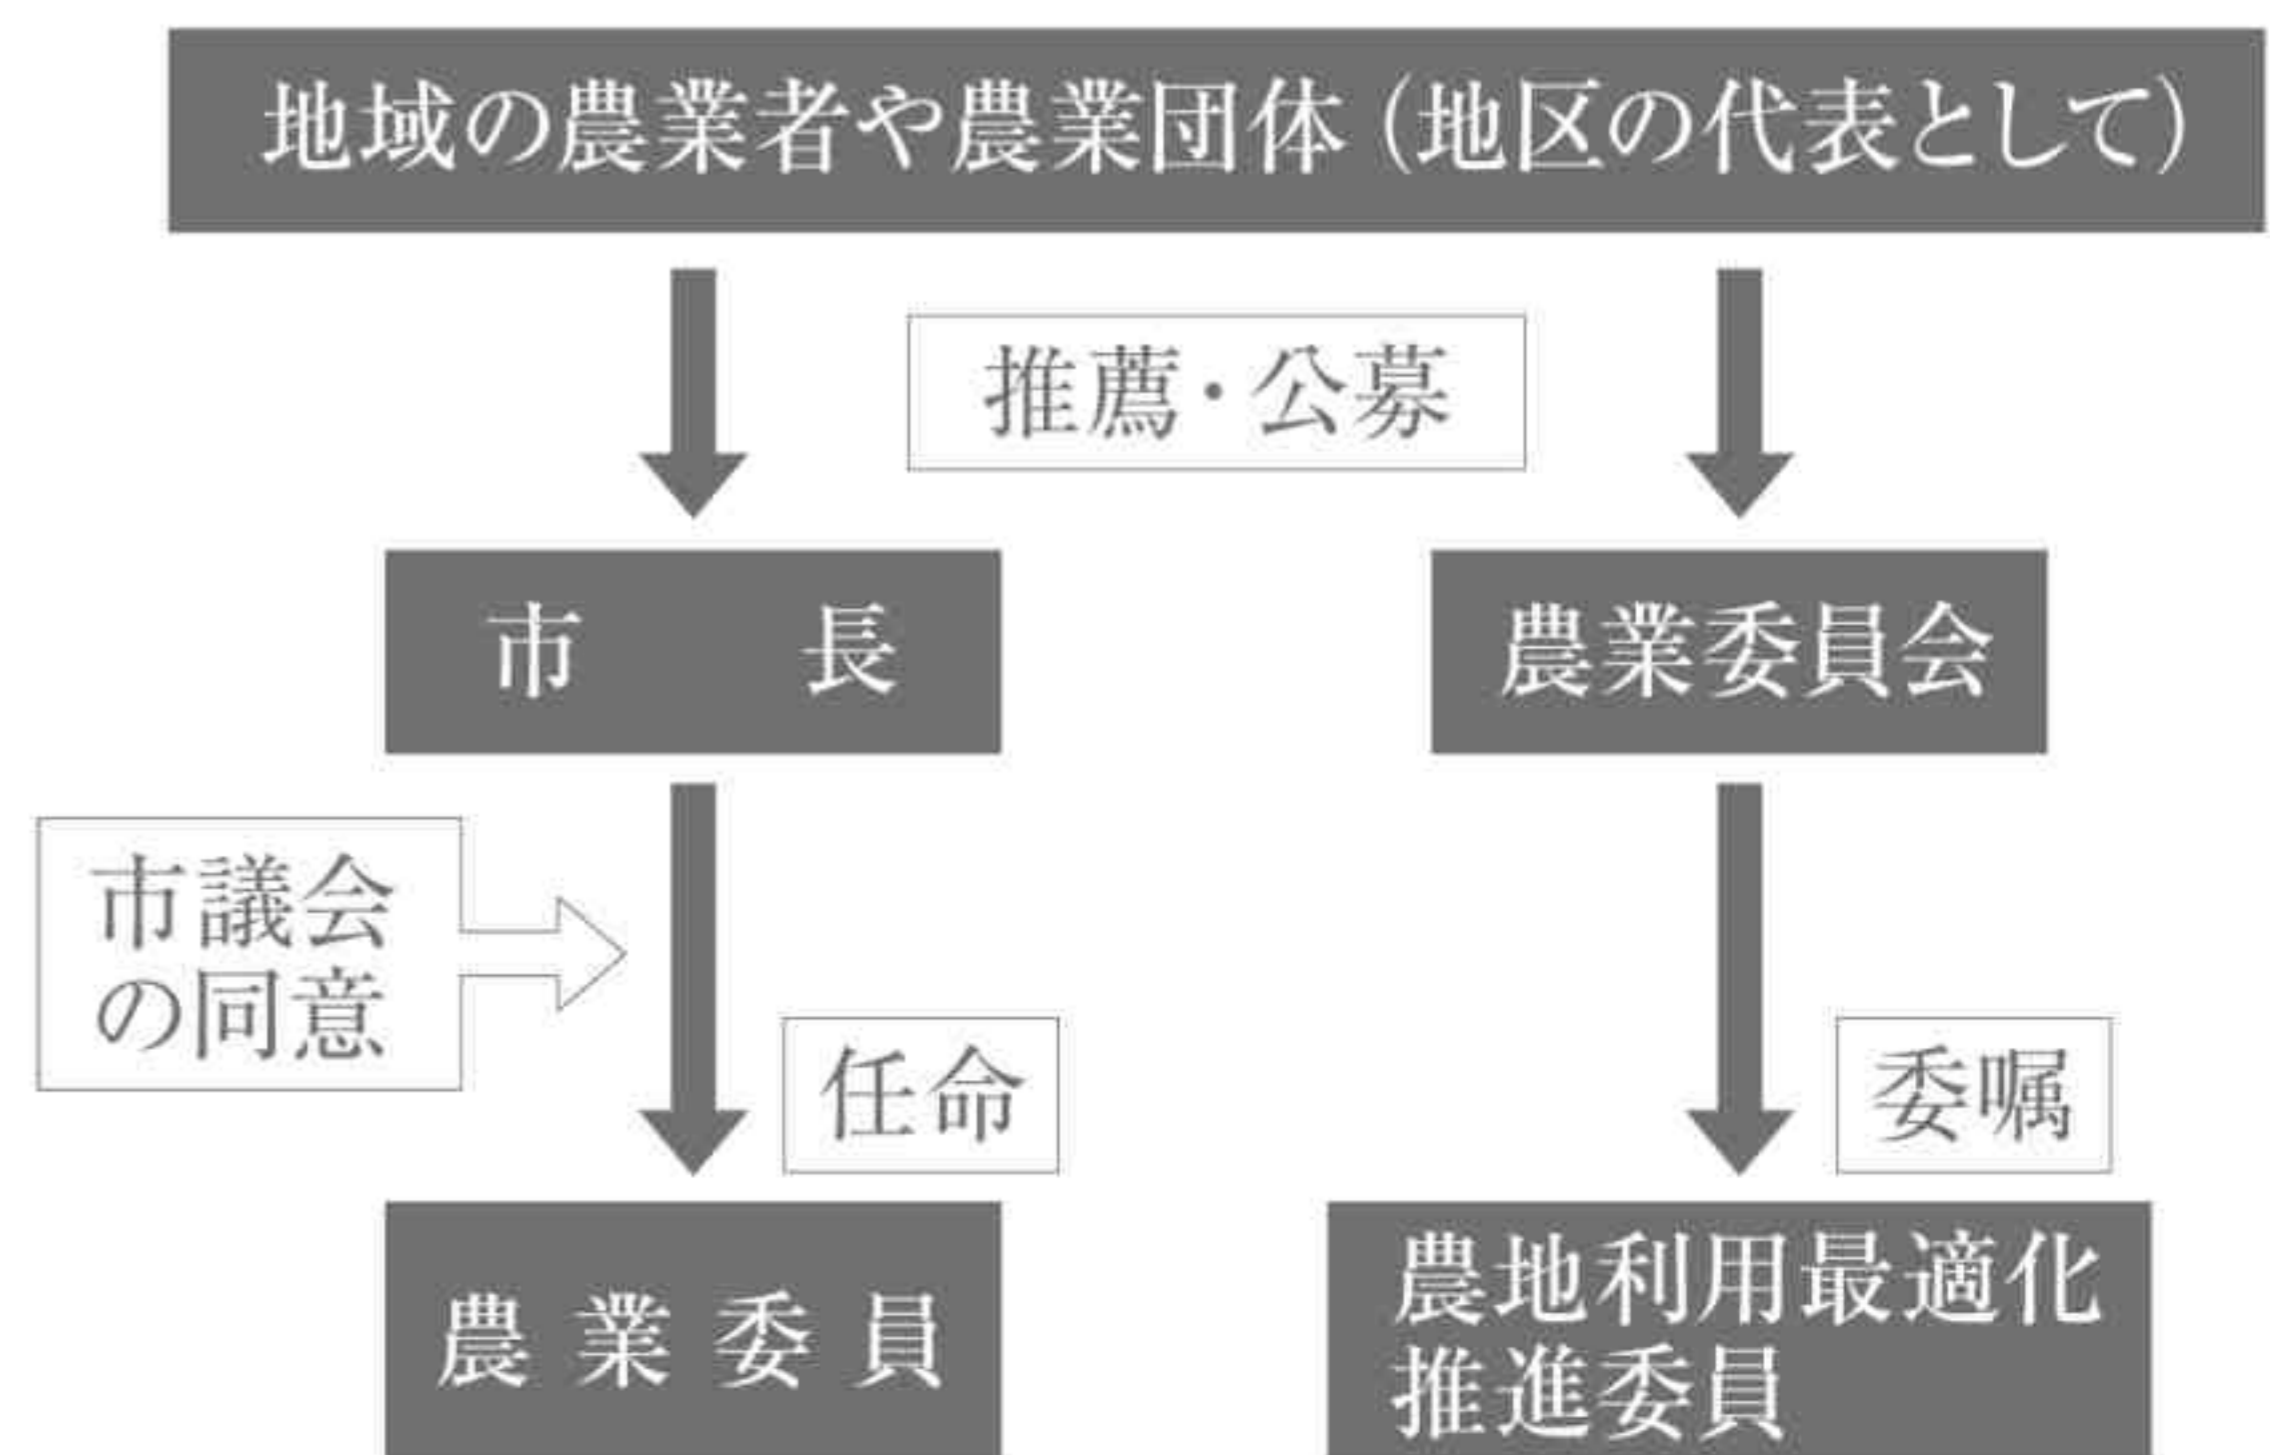 地域の農業者や農業団体（地区の代表として）
推薦・公募
市　長
農業委員会
市議会
の同意
任命
委嘱
農業委員
農地利用最適化
推進委員